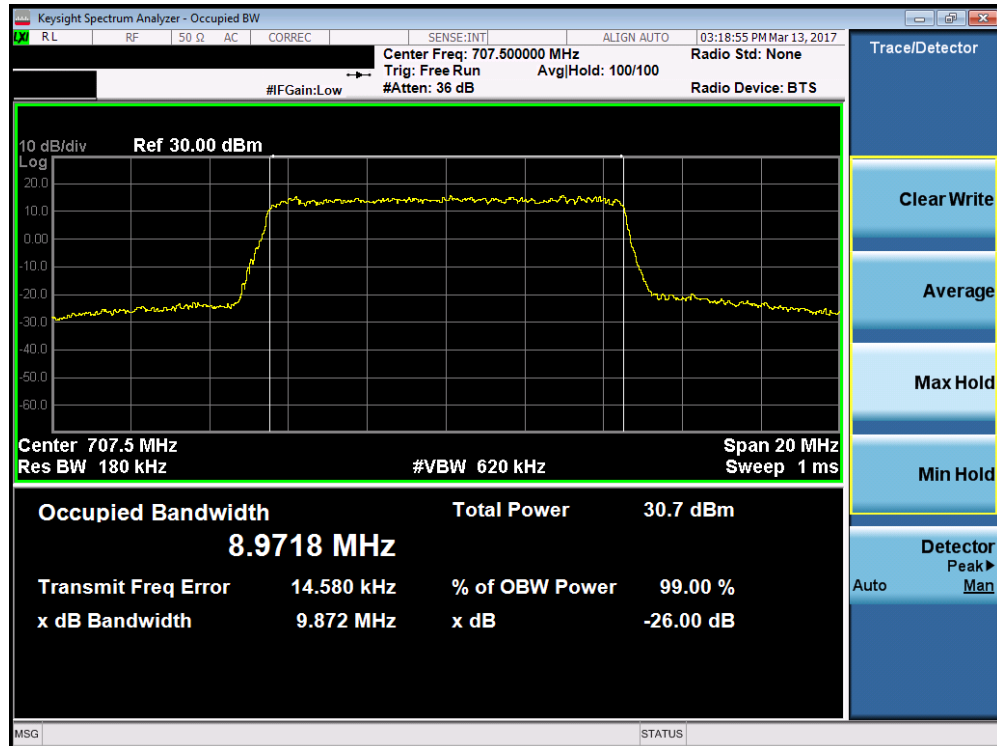 Keysight Spectrum Analyzer - Occupied BW
LXI RL RF 50 Ω AC CORREC SENSE:INT ALIGN AUTO 03:18:55 PM Mar 13, 2017
Center Freq: 707.500000 MHz Radio Std: None
Trig: Free Run Avg|Hold: 100/100
#IFGain:Low #Atten: 36 dB Radio Device: BTS
10 dB/div Ref 30.00 dBm
Log
20.0
10.0
0.00
-10.0
-20.0
-30.0
-40.0
-50.0
-60.0
Center 707.5 MHz Span 20 MHz
Res BW 180 kHz #VBW 620 kHz Sweep 1 ms
Occupied Bandwidth Total Power 30.7 dBm
8.9718 MHz
Transmit Freq Error 14.580 kHz % of OBW Power 99.00 %
x dB Bandwidth 9.872 MHz x dB -26.00 dB
Trace/Detector
Clear Write
Average
Max Hold
Min Hold
Detector
Peak▶
Auto Man
MSG STATUS